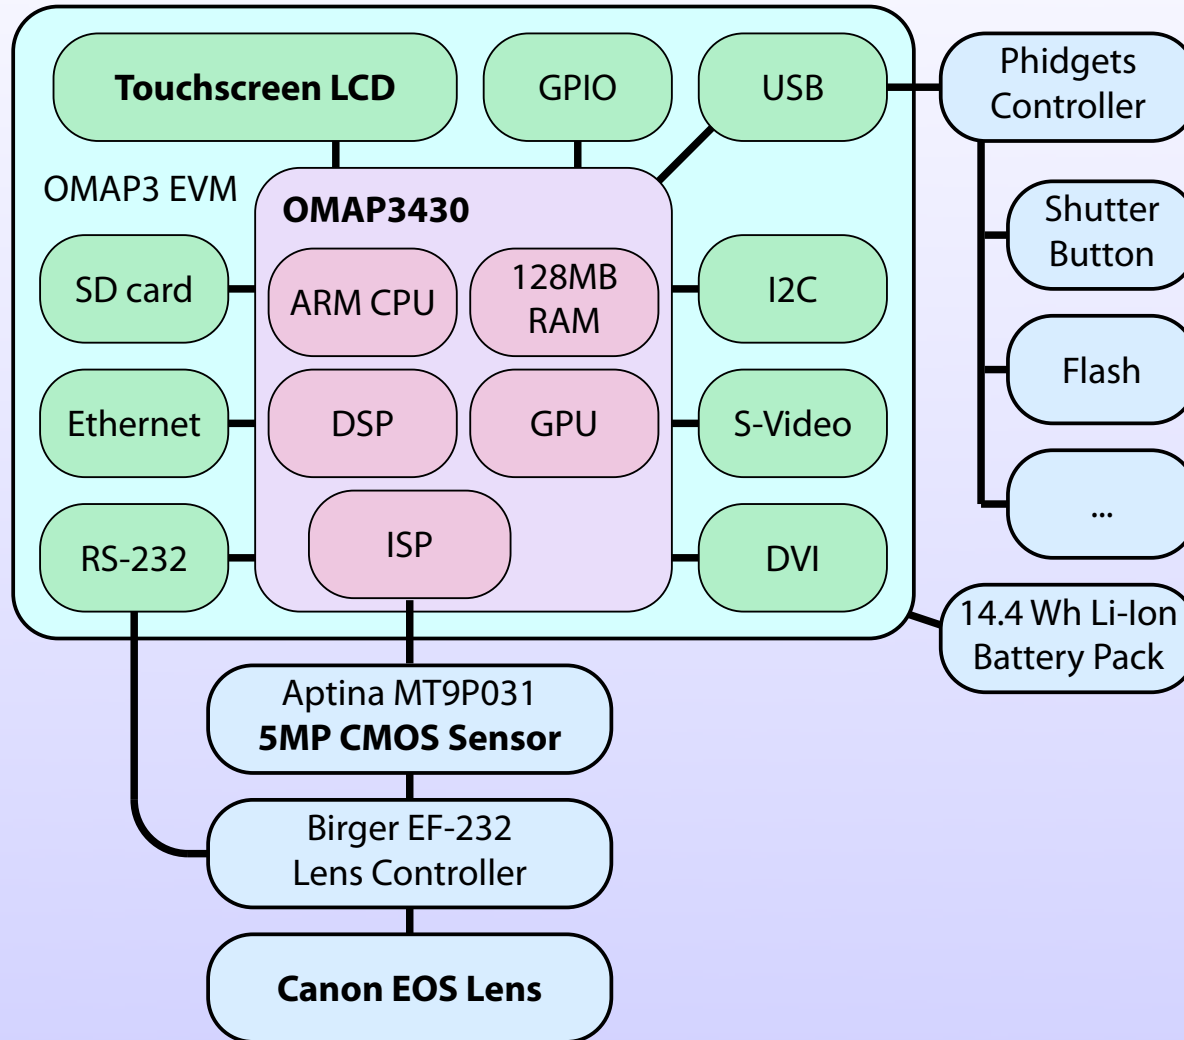 Touchscreen LCD
GPIO
USB
Phidgets
Controller
OMAP3 EVM
OMAP3430
Shutter
Button
SD card
ARM CPU
128MB
RAM
I2C
Flash
Ethernet
DSP
GPU
S-Video
...
RS-232
ISP
DVI
14.4 Wh Li-Ion
Battery Pack
Aptina MT9P031
5MP CMOS Sensor
Birger EF-232
Lens Controller
Canon EOS Lens